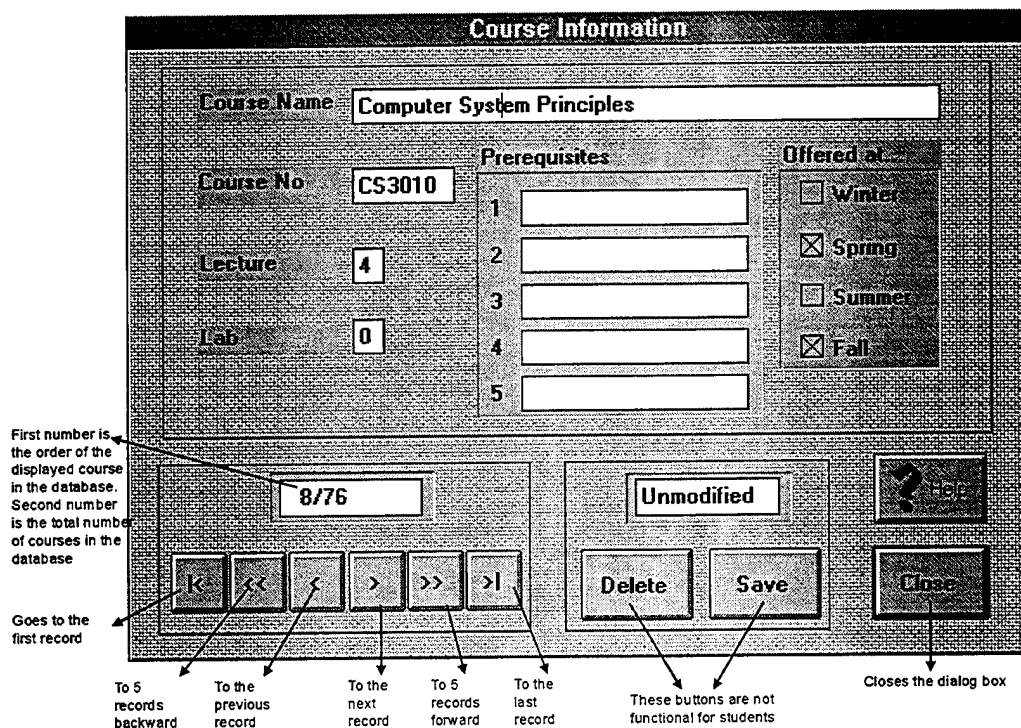 Course Information
Course Name
Computer System Principles
Course No
CS3010
Prerequisites
Offered at...
1
2
3
4
5
Winter
Spring
Summer
Fall
Lecture
4
Lab
0
First number is
the order of the
displayed course
in the database.
Second number
is the total number
of courses in the
database
8/76
Unmodified
Help
|<
<<
<
>
>>
>|
Delete
Save
Close
Goes to the
first record
To 5
records
backward
To the
previous
record
To the
next
record
To 5
records
forward
To the
last
record
These buttons are not
functional for students
Closes the dialog box